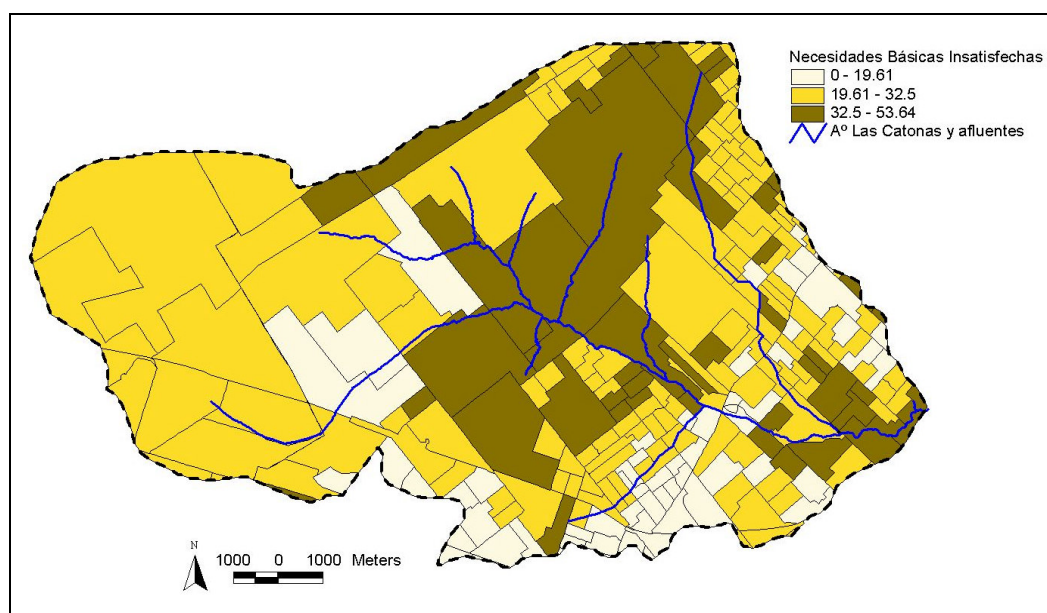 Necesidades Básicas Insatisfechas
0 - 19.61
19.61 - 32.5
32.5 - 53.64
Aº Las Catonas y afluentes
N
1000 0 1000 Meters